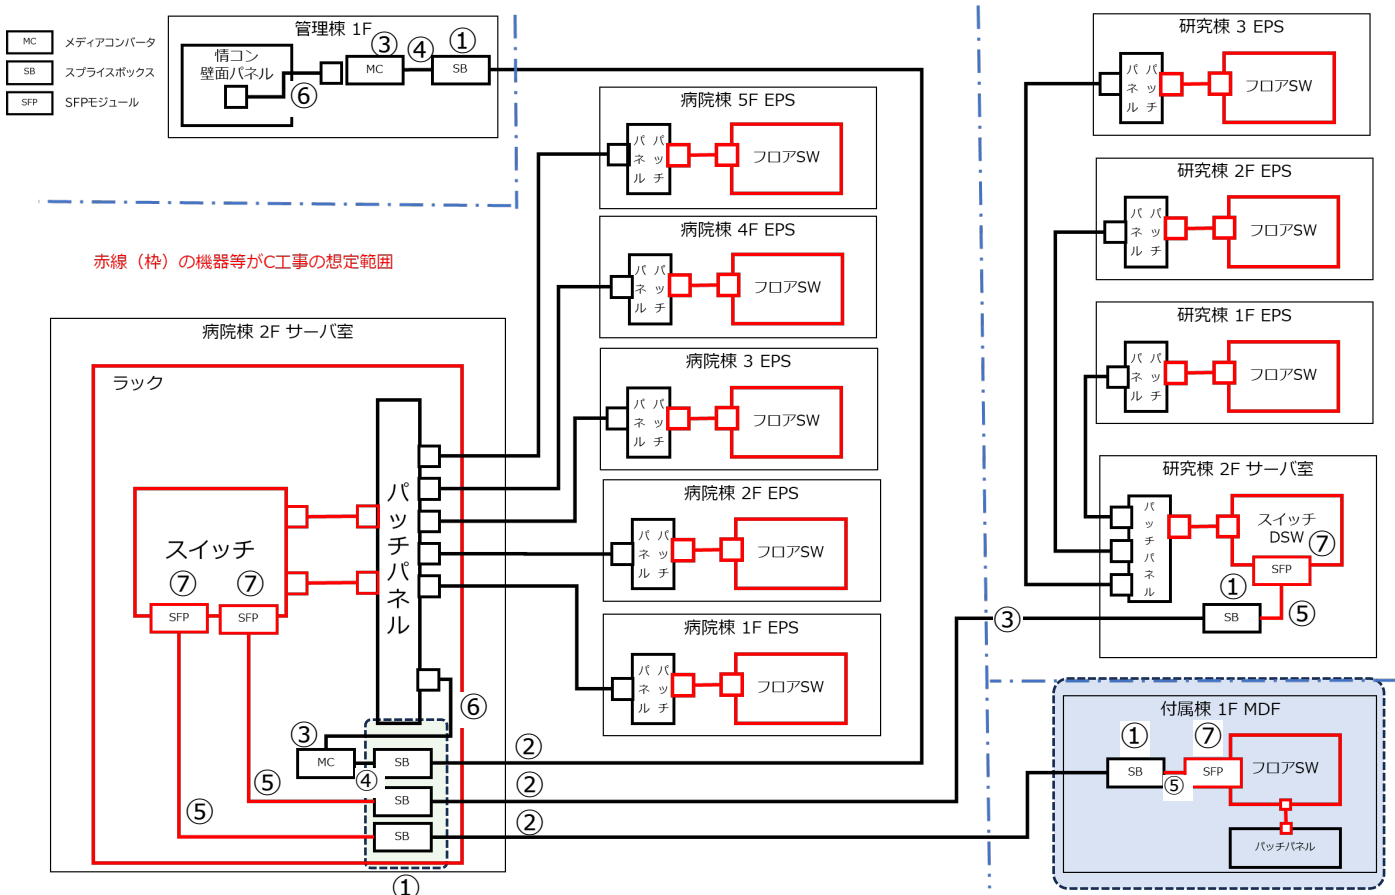 MC メディアコンバータ
SB スプライスボックス
SFP SFPモジュール
管理棟 1F
情コン
壁面パネル
⑥
③
MC
④
①
SB
赤線（枠）の機器等がC工事の想定範囲
病院棟 2F サーバ室
ラック
スイッチ
⑦
⑦
SFP
SFP
パッチパネル
⑥
③
MC
④
SB
②
⑤
SB
②
⑤
SB
②
①
病院棟 5F EPS
パッチ
パネル
フロアSW
病院棟 4F EPS
パッチ
パネル
フロアSW
病院棟 3 EPS
パッチ
パネル
フロアSW
病院棟 2F EPS
パッチ
パネル
フロアSW
病院棟 1F EPS
パッチ
パネル
フロアSW
研究棟 3 EPS
パッチ
パネル
フロアSW
研究棟 2F EPS
パッチ
パネル
フロアSW
研究棟 1F EPS
パッチ
パネル
フロアSW
研究棟 2F サーバ室
パッチパネル
スイッチ
DSW
⑦
SFP
①
SB
⑤
③
付属棟 1F MDF
①
SB
⑤
⑦
SFP
フロアSW
パッチパネル